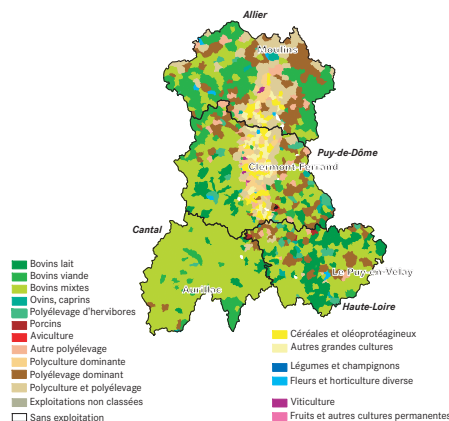 Allier
Moulins
Puy-de-Dôme
Clermont-Ferrand
Cantal
Le Puy-en-Velay
Aurillac
Haute-Loire
Bovins lait
Bovins viande
Bovins mixtes
Ovins, caprins
Polyélevage d'hervibores
Porcins
Aviculture
Autre polyélevage
Polyculture dominante
Polyélevage dominant
Polyculture et polyélevage
Exploitations non classées
Sans exploitation
Céréales et oléoprotéagineux
Autres grandes cultures
Légumes et champignons
Fleurs et horticulture diverse
Viticulture
Fruits et autres cultures permanentes